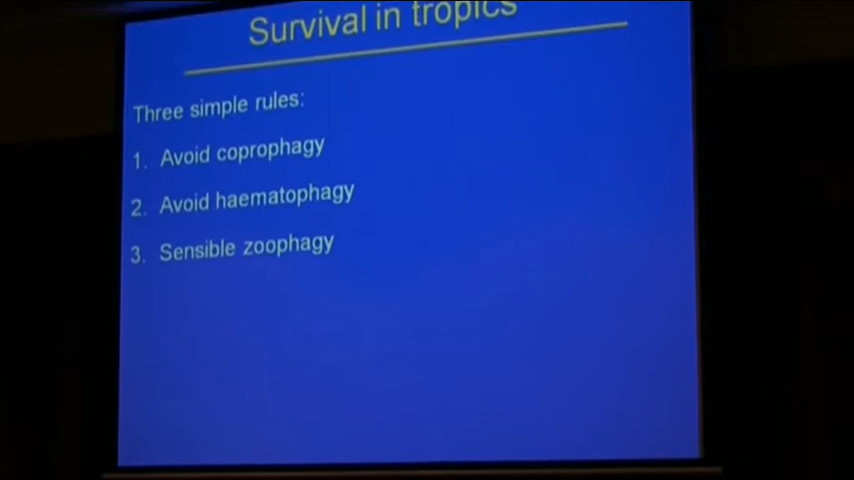 Survival in tropics
Three simple rules:
1. Avoid coprophagy
2. Avoid haematophagy
3. Sensible zoophagy